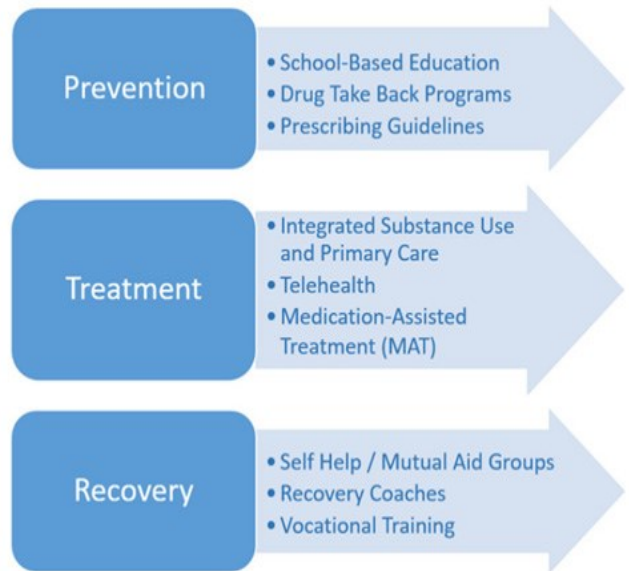 Prevention
• School-Based Education
• Drug Take Back Programs
• Prescribing Guidelines
Treatment
• Integrated Substance Use
and Primary Care
• Telehealth
• Medication-Assisted
Treatment (MAT)
Recovery
• Self Help / Mutual Aid Groups
• Recovery Coaches
• Vocational Training